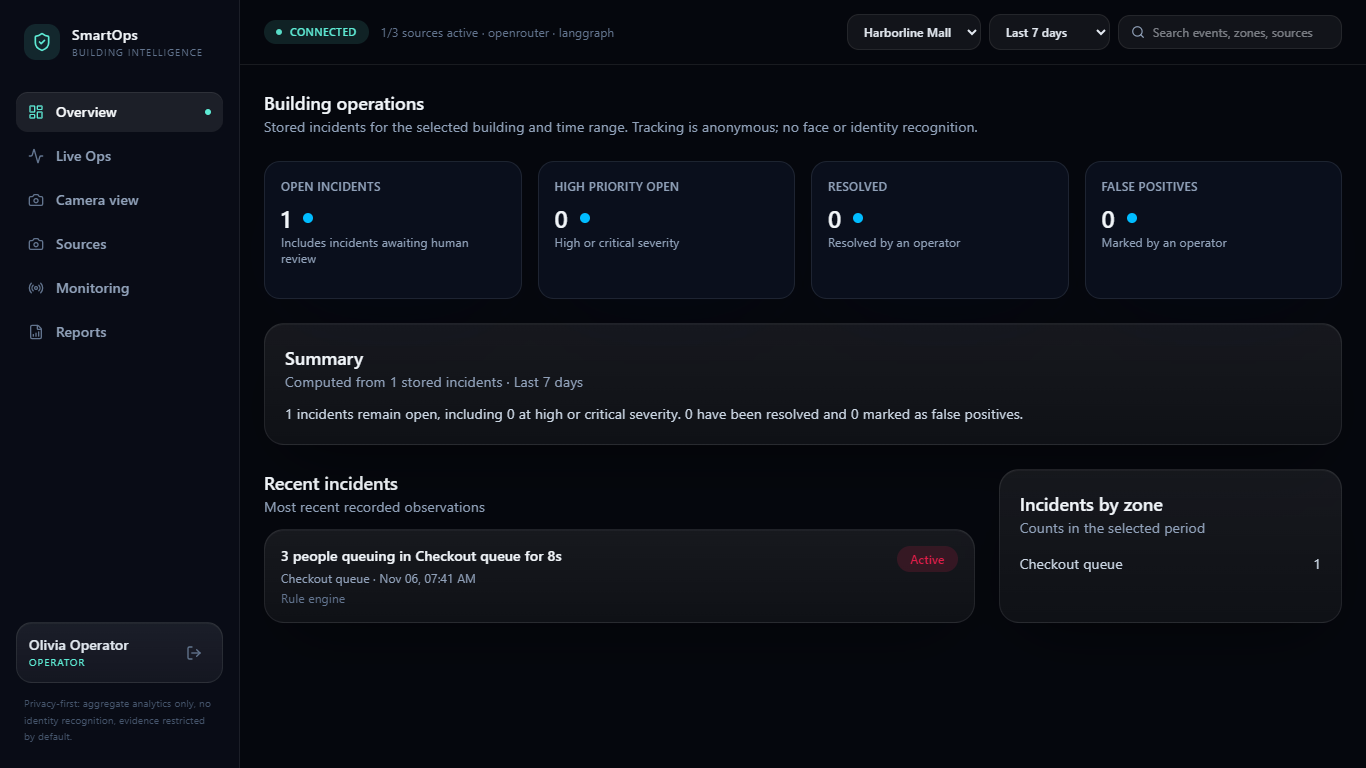 SmartOps
BUILDING INTELLIGENCE
Overview
Live Ops
Camera view
Sources
Monitoring
Reports
Olivia Operator
OPERATOR
Privacy-first: aggregate analytics only, no
identity recognition, evidence restricted
by default.
CONNECTED
1/3 sources active · openrouter · langgraph
Harborline Mall
Last 7 days
Search events, zones, sources
Building operations
Stored incidents for the selected building and time range. Tracking is anonymous; no face or identity recognition.
OPEN INCIDENTS
1
Includes incidents awaiting human
review
HIGH PRIORITY OPEN
0
High or critical severity
RESOLVED
0
Resolved by an operator
FALSE POSITIVES
0
Marked by an operator
Summary
Computed from 1 stored incidents · Last 7 days
1 incidents remain open, including 0 at high or critical severity. 0 have been resolved and 0 marked as false positives.
Recent incidents
Most recent recorded observations
3 people queuing in Checkout queue for 8s
Active
Checkout queue · Nov 06, 07:41 AM
Rule engine
Incidents by zone
Counts in the selected period
Checkout queue 1